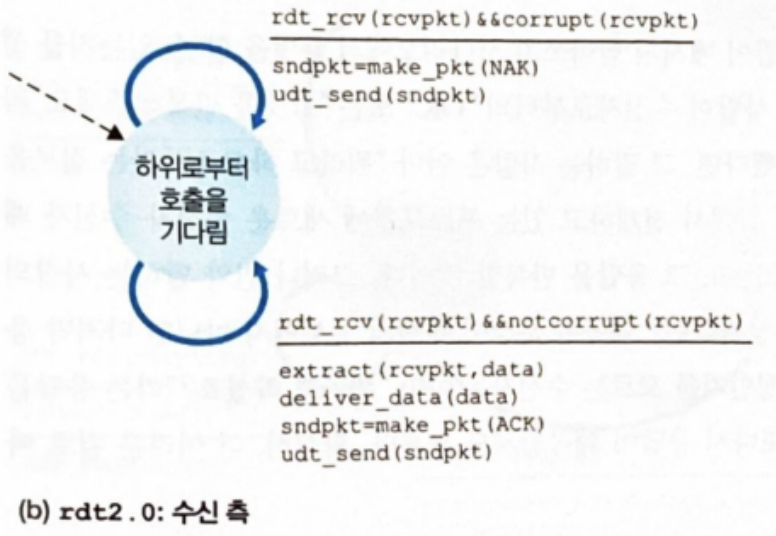 rdt_rcv(rcvpkt)&&corrupt(rcvpkt)
sndpkt=make_pkt(NAK)
udt_send(sndpkt)
하위로부터
호출을
기다림
rdt_rcv(rcvpkt)&&notcorrupt(rcvpkt)
extract(rcvpkt,data)
deliver_data(data)
sndpkt=make_pkt(ACK)
udt_send(sndpkt)
(b) rdt2.0: 수신 측